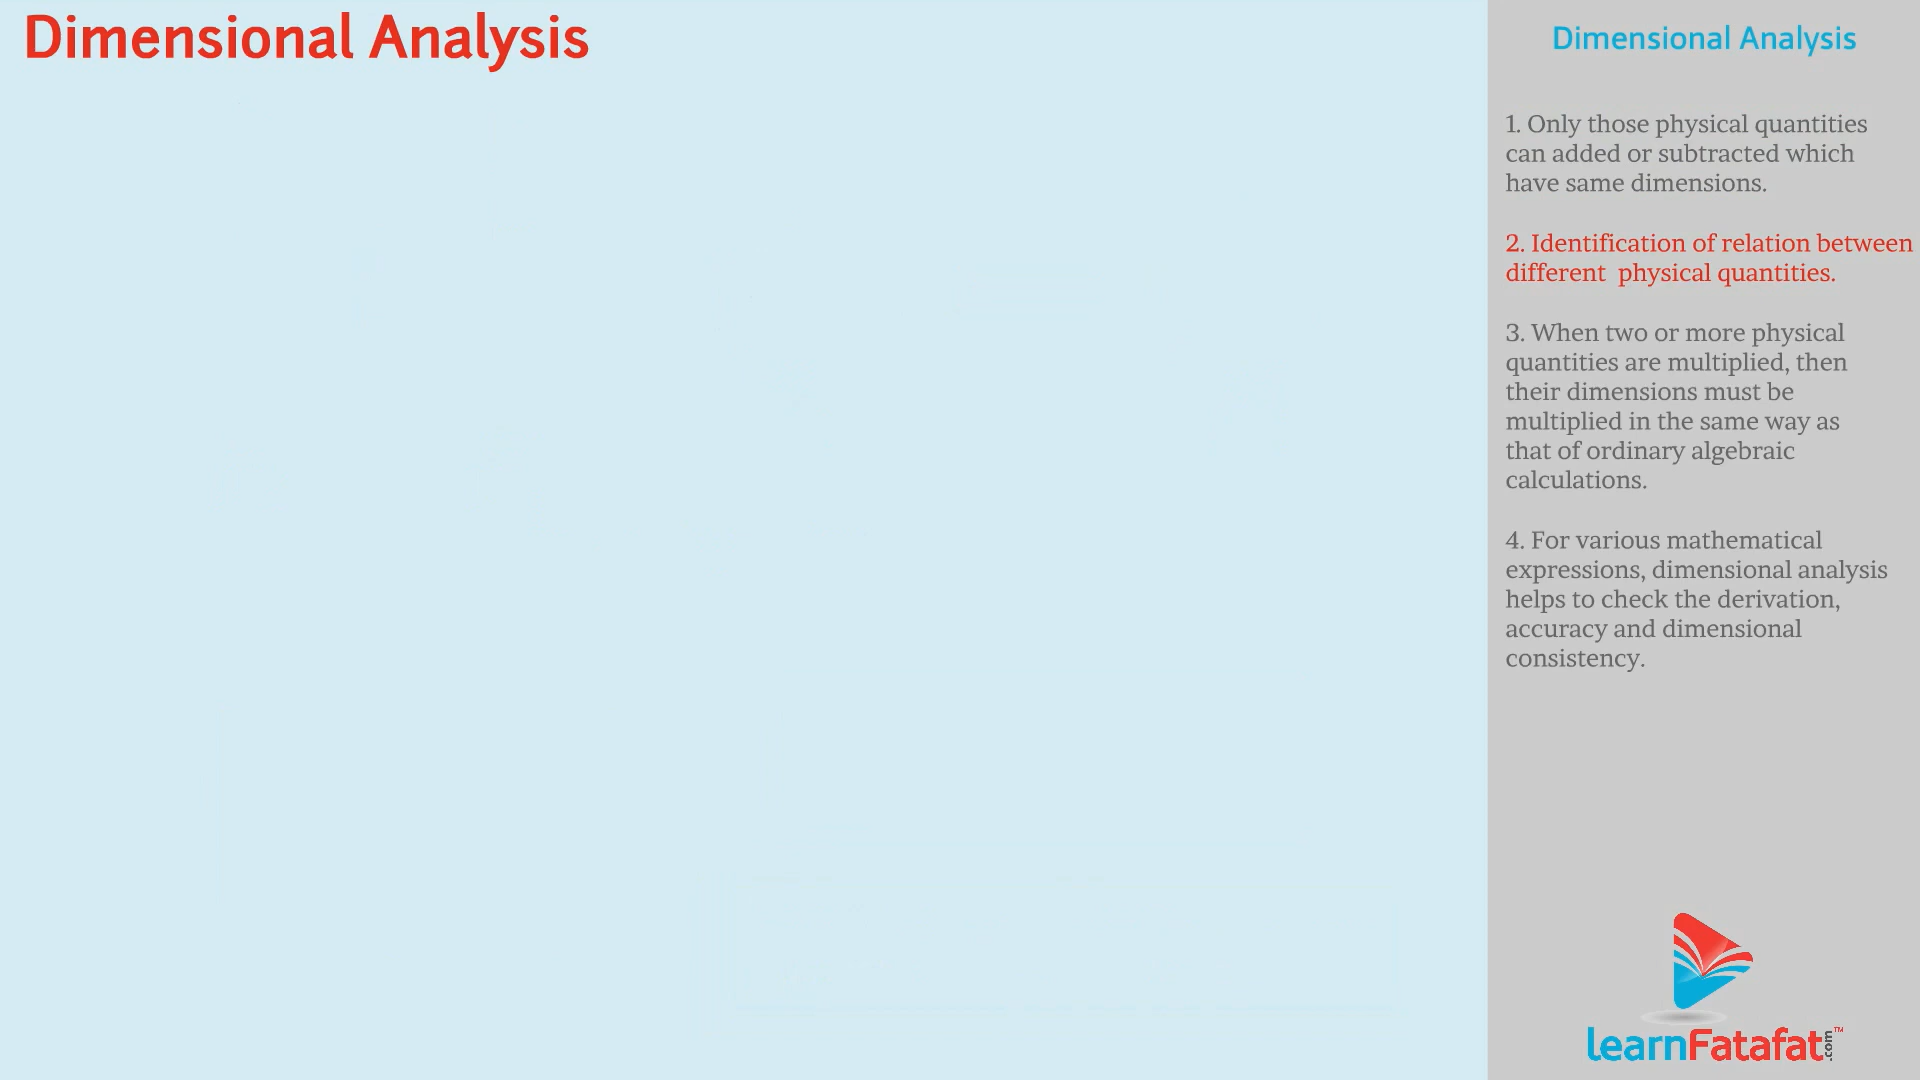 Dimensional Analysis
Dimensional Analysis
1. Only those physical quantities
can added or subtracted which
have same dimensions.
2. Identification of relation between
different physical quantities.
3. When two or more physical
quantities are multiplied, then
their dimensions must be
multiplied in the same way as
that of ordinary algebraic
calculations.
4. For various mathematical
expressions, dimensional analysis
helps to check the derivation,
accuracy and dimensional
consistency.
learnFatafat.com™